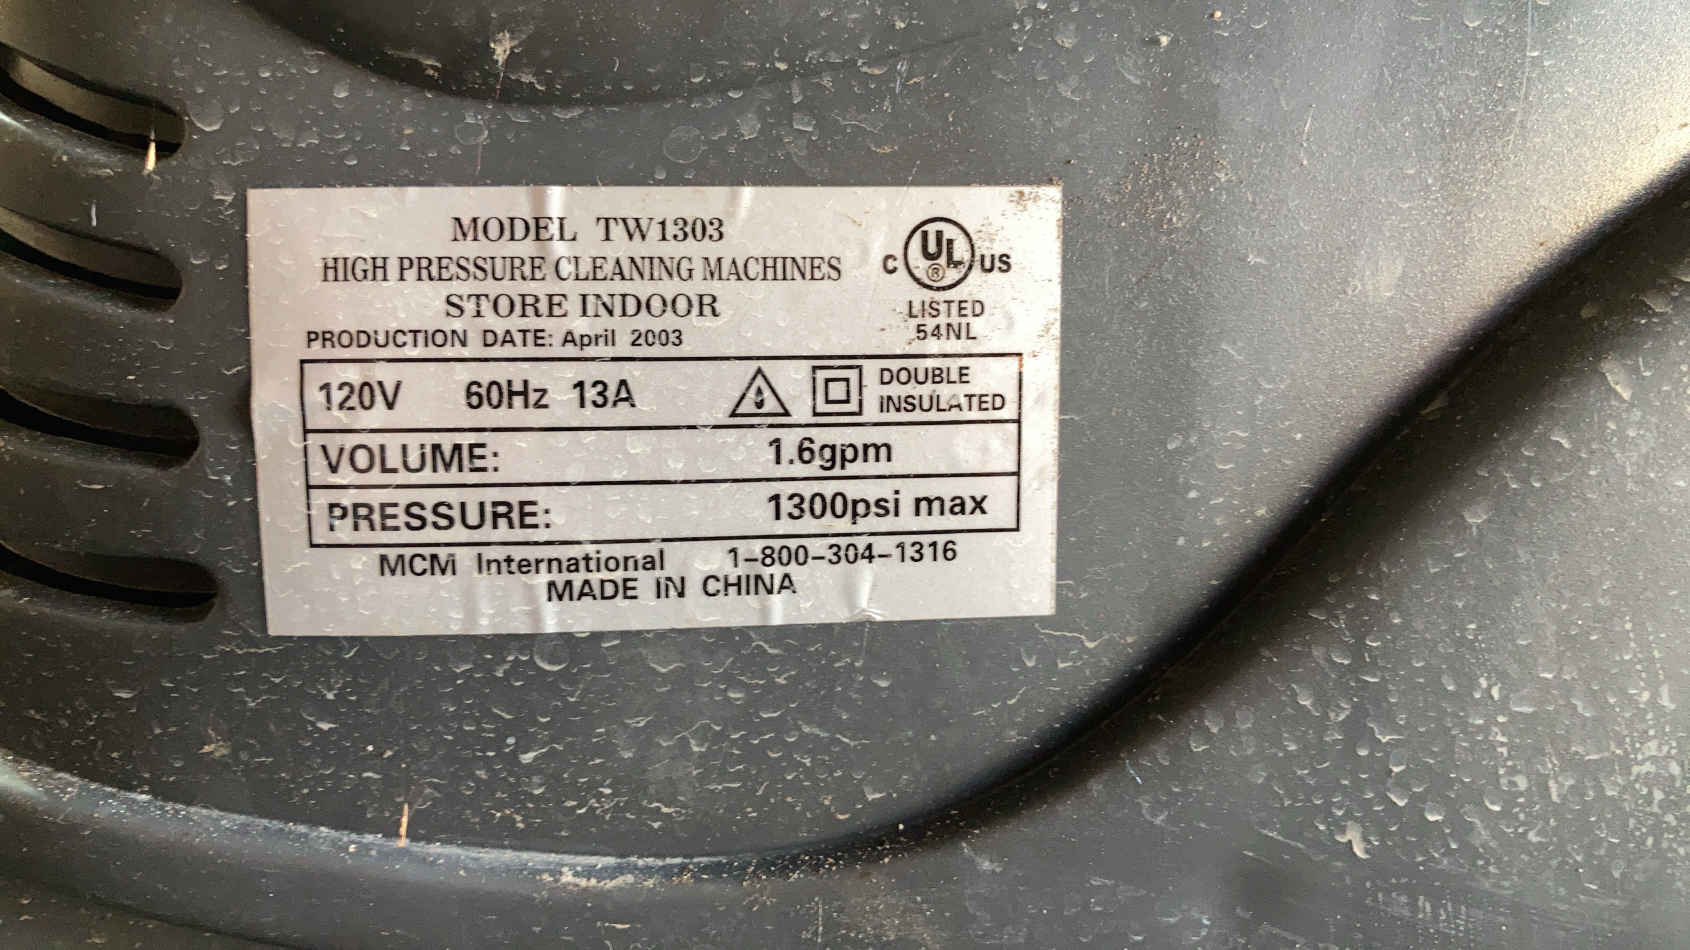 MODEL TW1303
HIGH PRESSURE CLEANING MACHINES
STORE INDOOR
PRODUCTION DATE: April 2003
C UL ® US
LISTED
54NL
120V 60Hz 13A
DOUBLE
INSULATED
VOLUME: 1.6gpm
PRESSURE: 1300psi max
MCM International 1-800-304-1316
MADE IN CHINA